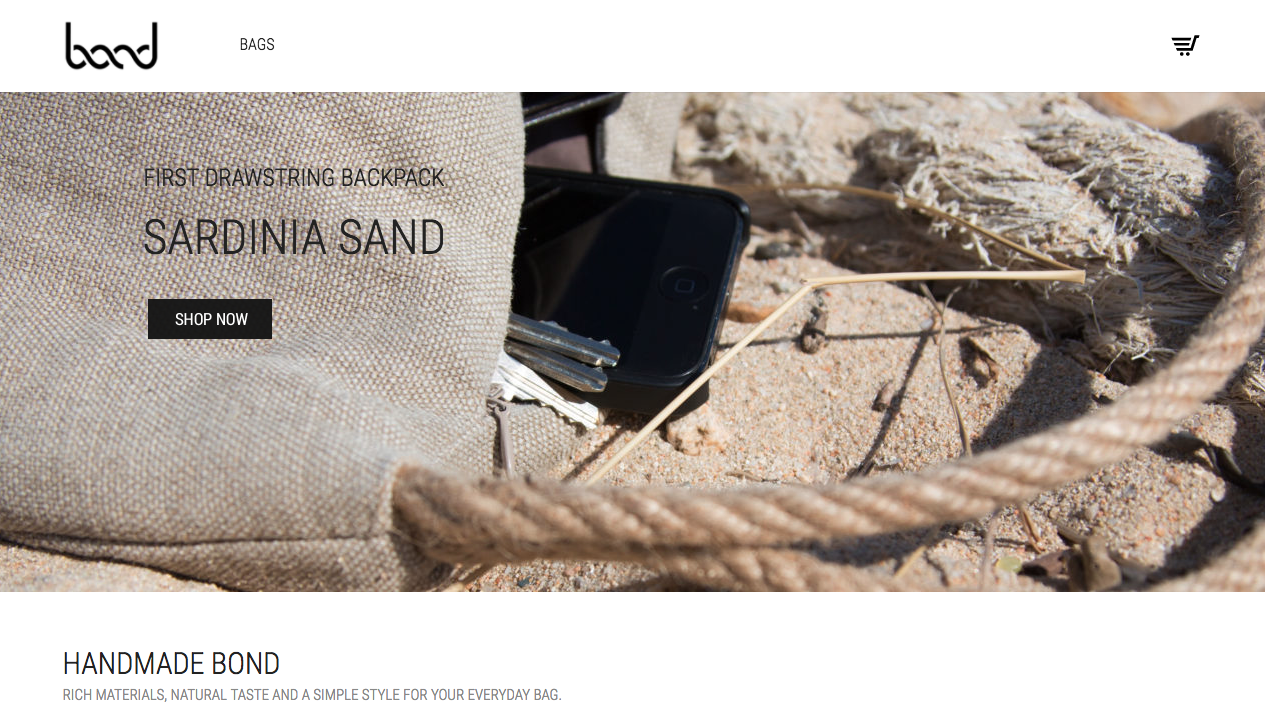 bond
BAGS
FIRST DRAWSTRING BACKPACK
SARDINIA SAND
SHOP NOW
HANDMADE BOND
RICH MATERIALS, NATURAL TASTE AND A SIMPLE STYLE FOR YOUR EVERYDAY BAG.